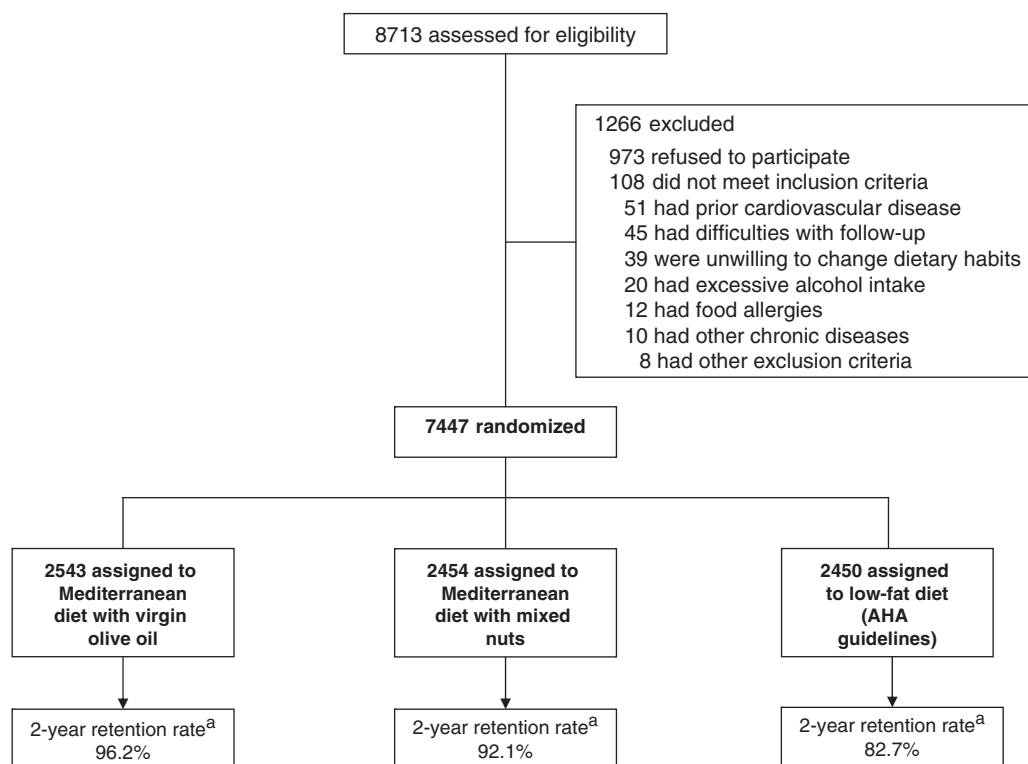 8713 assessed for eligibility
1266 excluded
973 refused to participate
108 did not meet inclusion criteria
51 had prior cardiovascular disease
45 had difficulties with follow-up
39 were unwilling to change dietary habits
20 had excessive alcohol intake
12 had food allergies
10 had other chronic diseases
8 had other exclusion criteria
7447 randomized
2543 assigned to
Mediterranean
diet with virgin
olive oil
2454 assigned to
Mediterranean
diet with mixed
nuts
2450 assigned
to low-fat diet
(AHA
guidelines)
2-year retention rate^a
96.2%
2-year retention rate^a
92.1%
2-year retention rate^a
82.7%